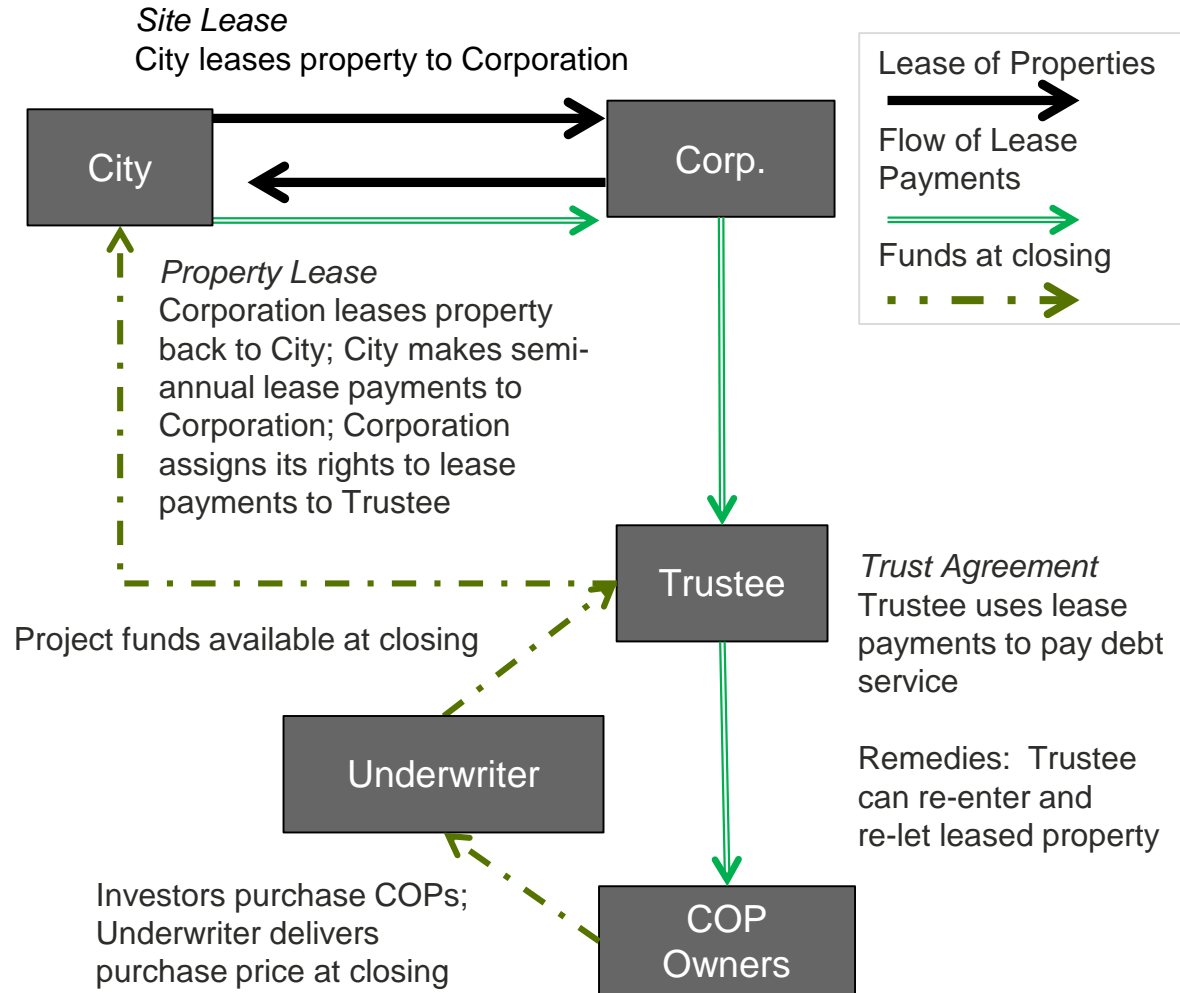 Site Lease
City leases property to Corporation
Lease of Properties
Flow of Lease
Payments
Funds at closing
City
Corp.
Property Lease
Corporation leases property
back to City; City makes semi-
annual lease payments to
Corporation; Corporation
assigns its rights to lease
payments to Trustee
Trustee
Trust Agreement
Trustee uses lease
payments to pay debt
service
Remedies:  Trustee
can re-enter and
re-let leased property
Project funds available at closing
Underwriter
Investors purchase COPs;
Underwriter delivers
purchase price at closing
COP
Owners